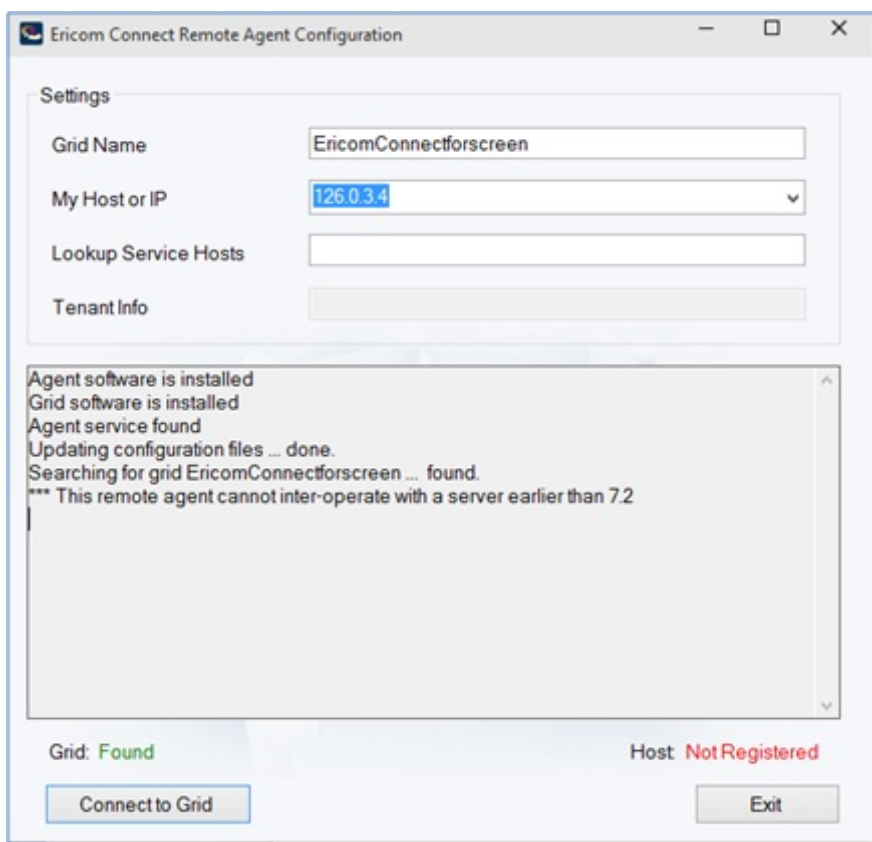 Ericom Connect Remote Agent Configuration
Settings
Grid Name EricomConnectforscreen
My Host or IP 126.0.3.4
Lookup Service Hosts
Tenant Info
Agent software is installed
Grid software is installed
Agent service found
Updating configuration files ... done.
Searching for grid EricomConnectforscreen ... found.
*** This remote agent cannot inter-operate with a server earlier than 7.2
Grid: Found Host: Not Registered
Connect to Grid Exit